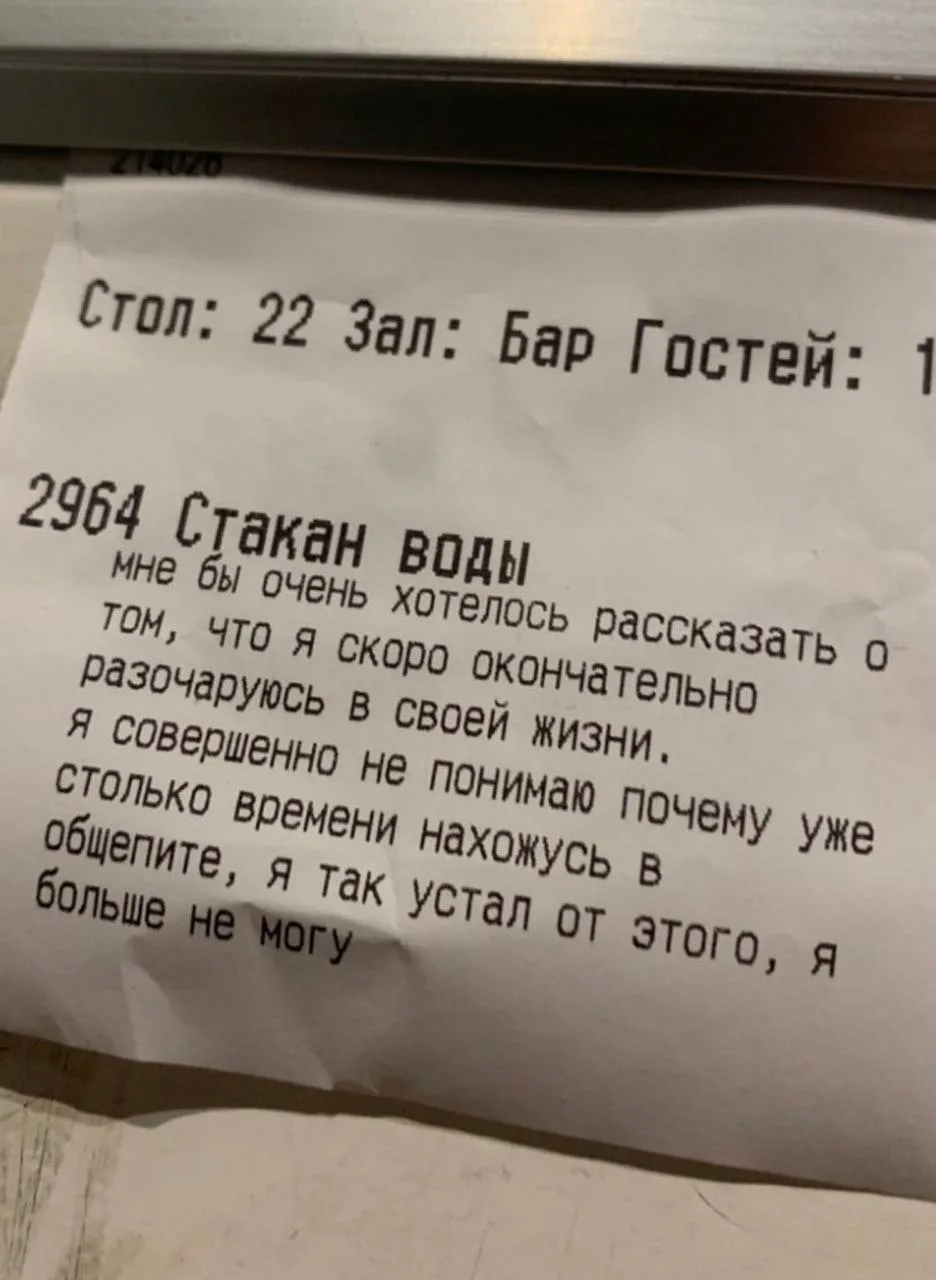 Стол: 22 Зал: Бар Гостей: 1
2964 Стакан воды
мне бы очень хотелось рассказать о
том, что я скоро окончательно
разочаруюсь в своей жизни.
я совершенно не понимаю почему уже
столько времени нахожусь в
общепите, я так устал от этого, я
больше не могу